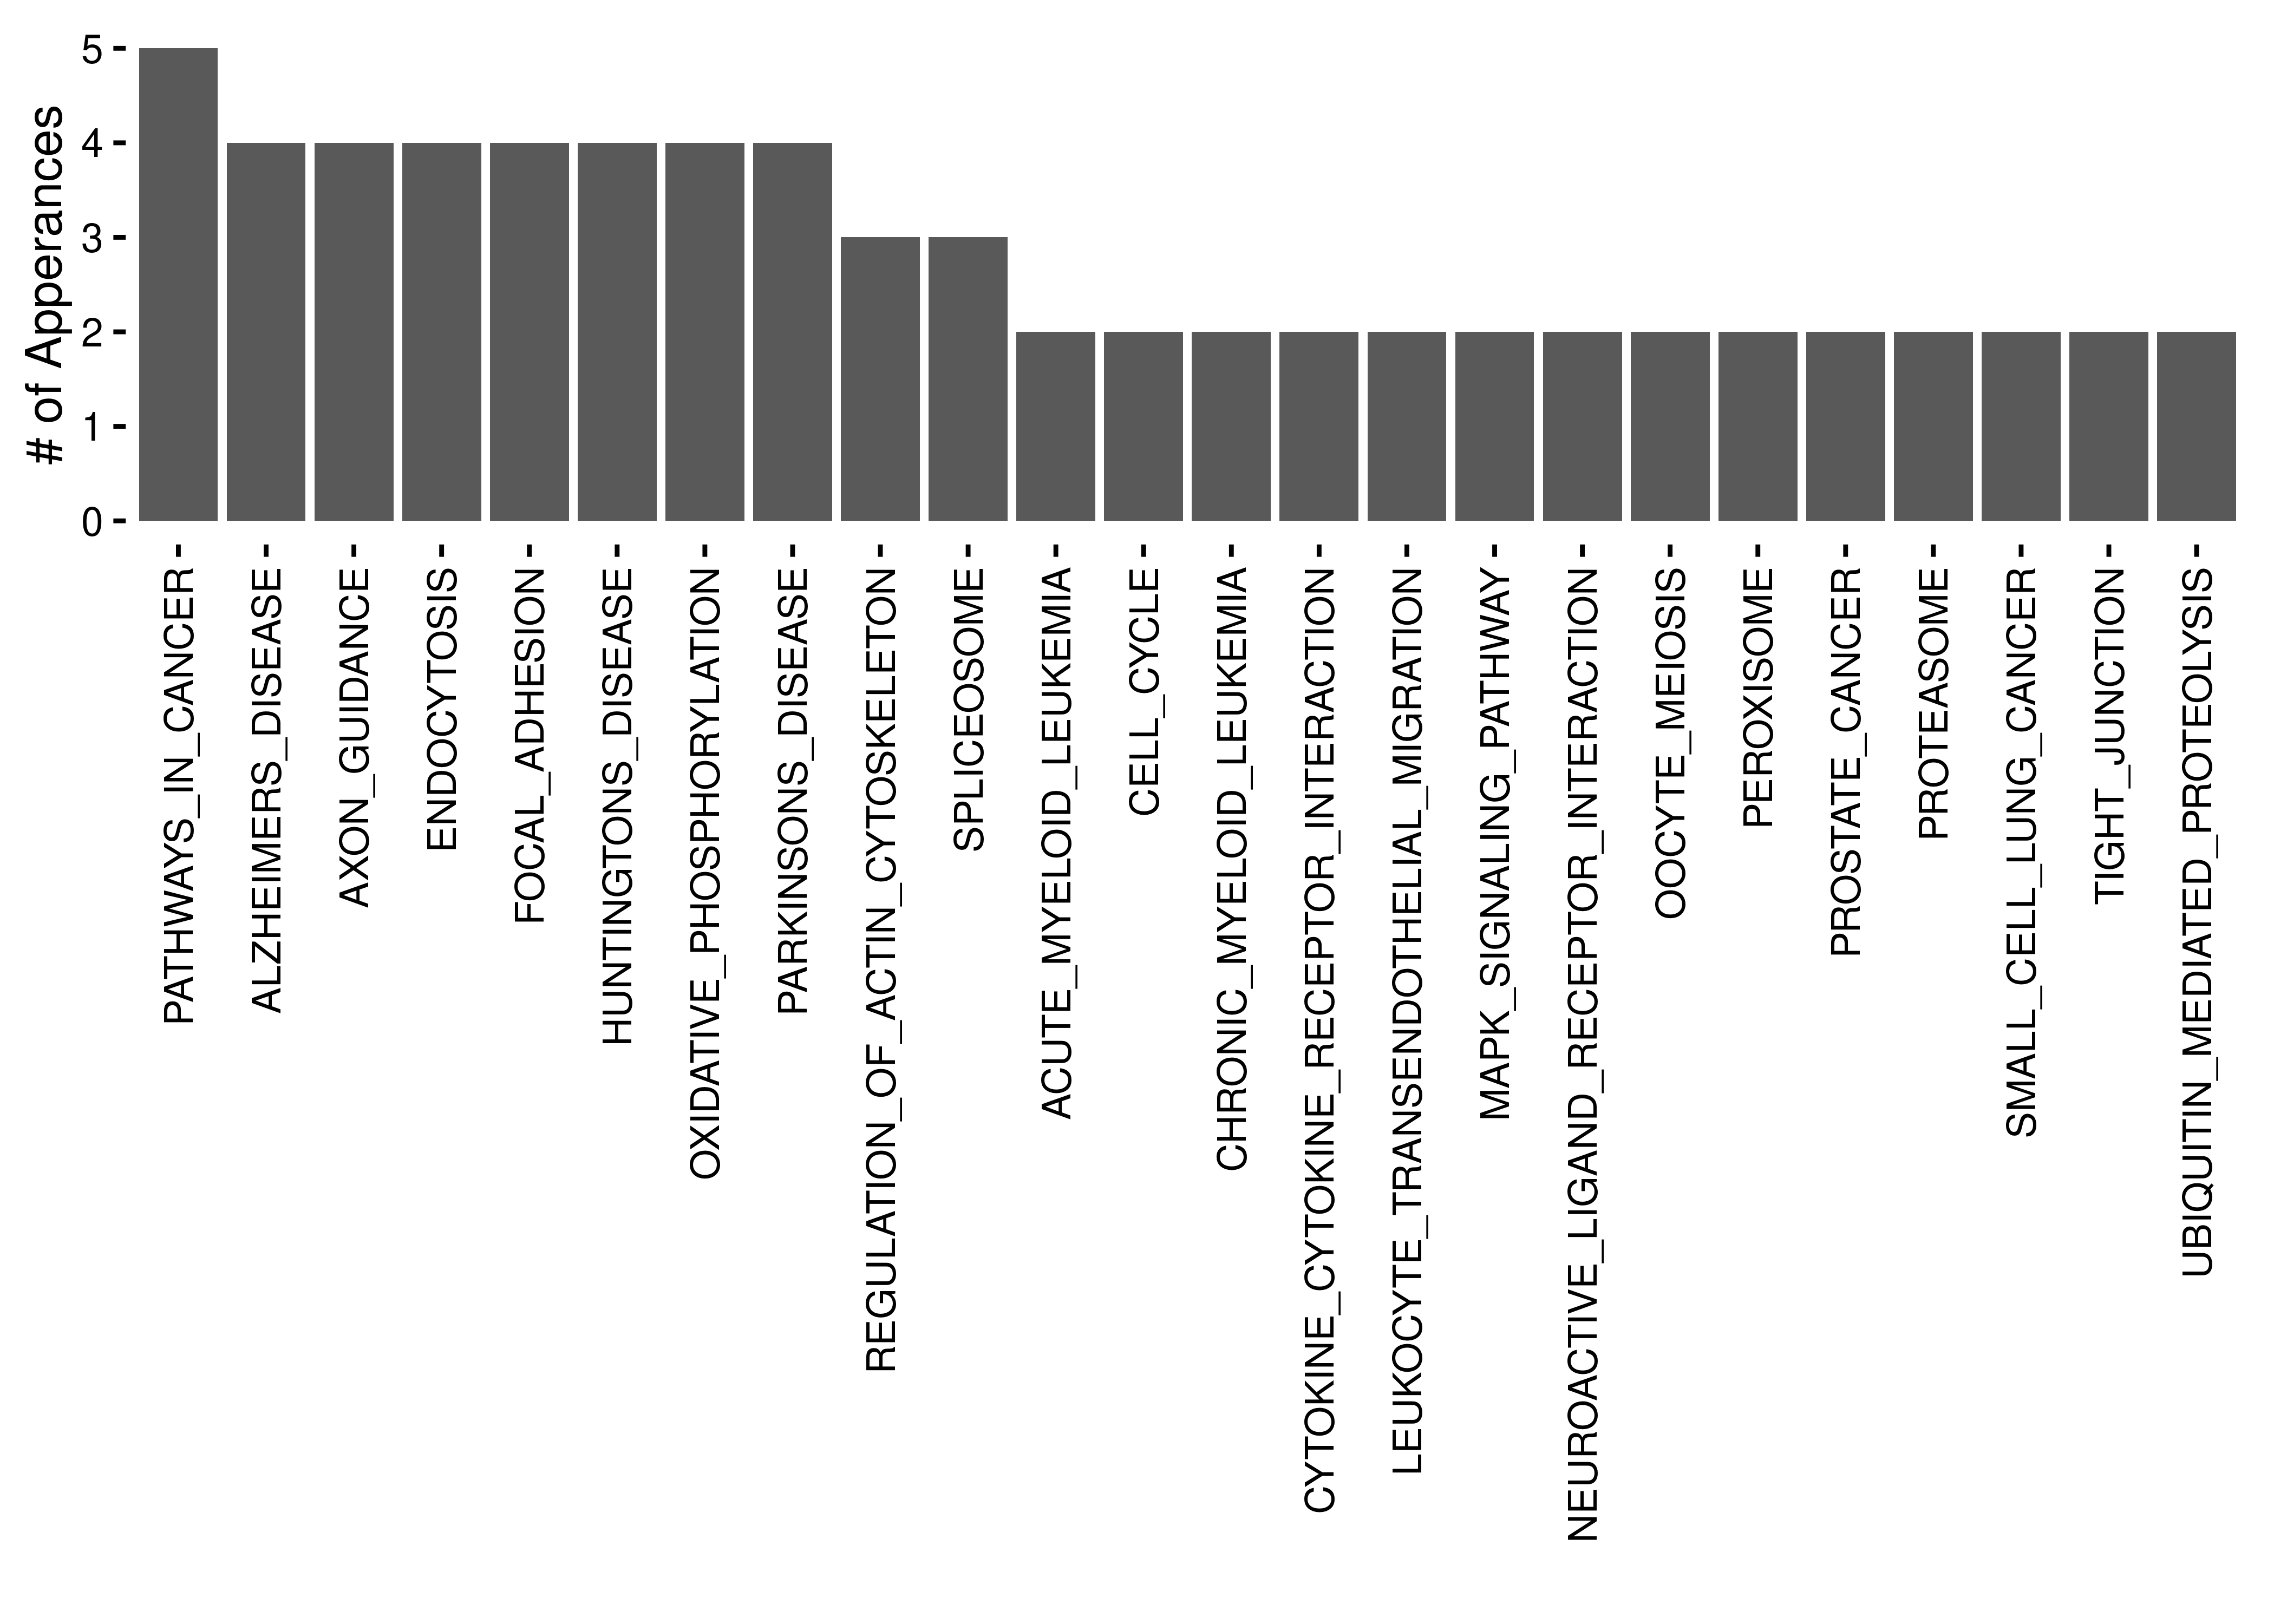 # of Apperances
5
4
3
2
1
0
PATHWAYS_IN_CANCER
ALZHEIMERS_DISEASE
AXON_GUIDANCE
ENDOCYTOSIS
FOCAL_ADHESION
HUNTINGTONS_DISEASE
OXIDATIVE_PHOSPHORYLATION
PARKINSONS_DISEASE
REGULATION_OF_ACTIN_CYTOSKELETON
SPLICEOSOME
ACUTE_MYELOID_LEUKEMIA
CELL_CYCLE
CHRONIC_MYELOID_LEUKEMIA
CYTOKINE_CYTOKINE_RECEPTOR_INTERACTION
LEUKOCYTE_TRANSENDOTHELIAL_MIGRATION
MAPK_SIGNALING_PATHWAY
NEUROACTIVE_LIGAND_RECEPTOR_INTERACTION
OOCYTE_MEIOSIS
PEROXISOME
PROSTATE_CANCER
PROTEASOME
SMALL_CELL_LUNG_CANCER
TIGHT_JUNCTION
UBIQUITIN_MEDIATED_PROTEOLYSIS